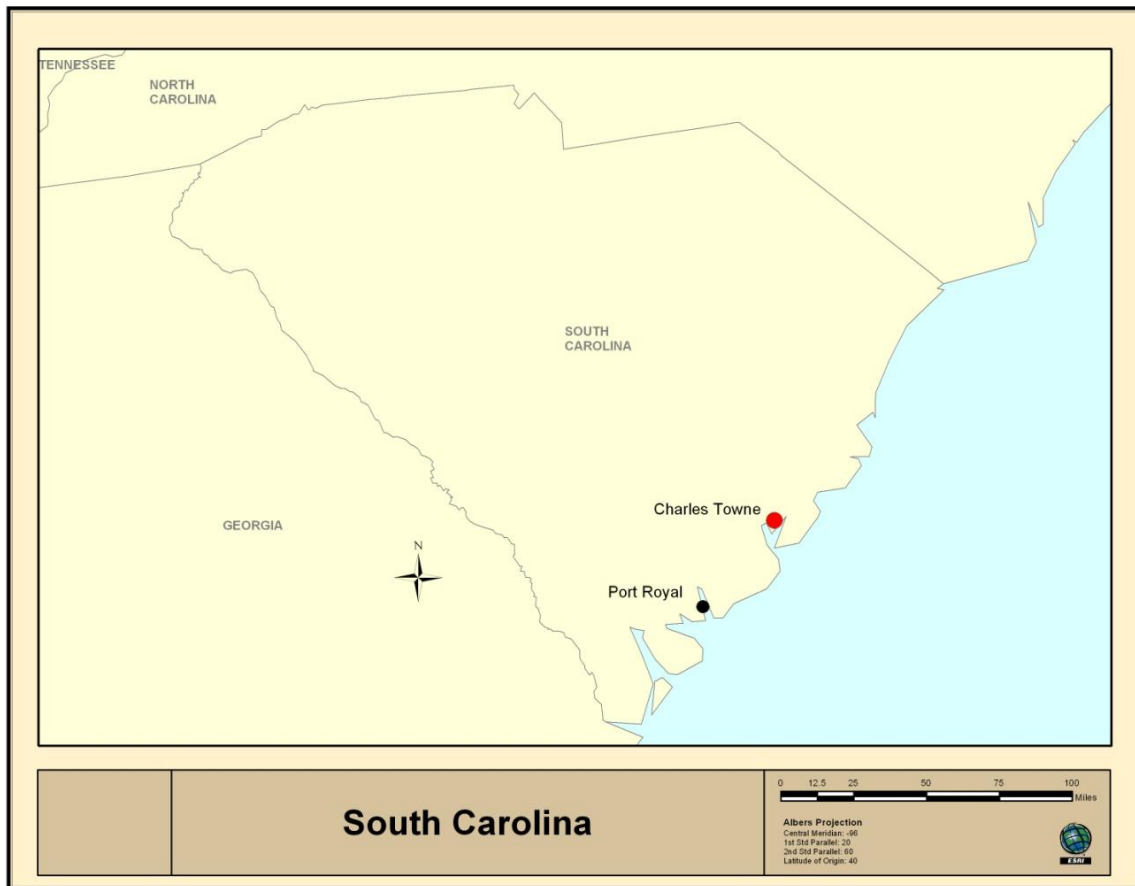 TENNESSEE
NORTH
CAROLINA
SOUTH
CAROLINA
Charles Towne
GEORGIA
N
Port Royal
South Carolina
0 12.5 25 50 75 100
Miles
Albers Projection
Central Meridian: -96
1st Std Parallel: 20
2nd Std Parallel: 60
Latitude of Origin: 40
ESRI